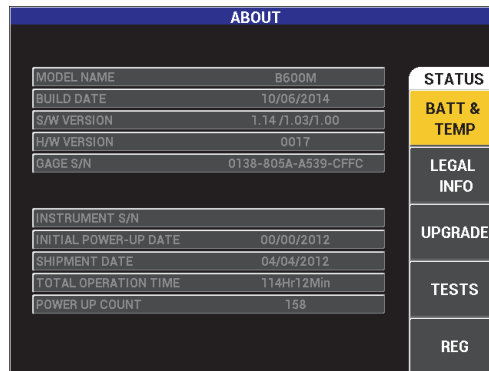 ABOUT
MODEL NAME B600M
BUILD DATE 10/06/2014
S/W VERSION 1.14 /1.03/1.00
H/W VERSION 0017
GAGE S/N 0138-805A-A539-CFFC
INSTRUMENT S/N
INITIAL POWER-UP DATE 00/00/2012
SHIPMENT DATE 04/04/2012
TOTAL OPERATION TIME 114Hr12Min
POWER UP COUNT 158
STATUS
BATT &
TEMP
LEGAL
INFO
UPGRADE
TESTS
REG